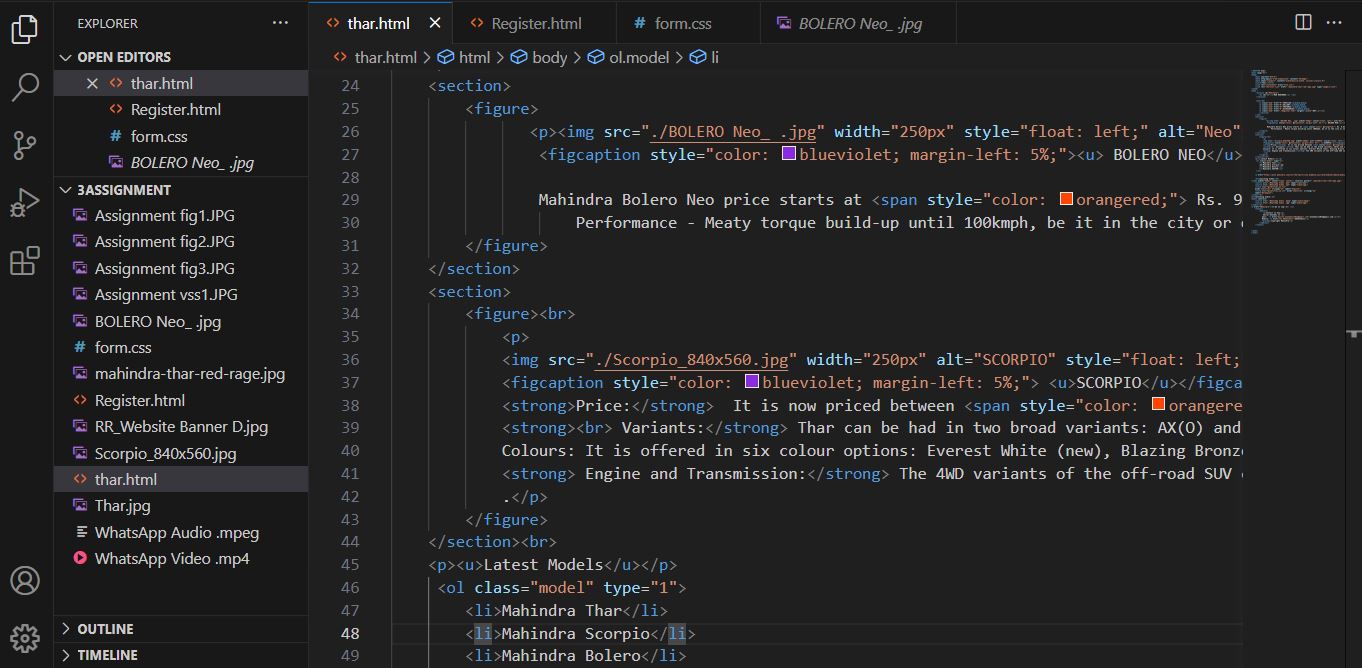 EXPLORER ...
OPEN EDITORS
thar.html
Register.html
# form.css
BOLERO Neo_ .jpg
3ASSIGNMENT
Assignment fig1.JPG
Assignment fig2.JPG
Assignment fig3.JPG
Assignment vss1.JPG
BOLERO Neo_ .jpg
# form.css
mahindra-thar-red-rage.jpg
Register.html
RR_Website Banner D.jpg
Scorpio_840x560.jpg
thar.html
Thar.jpg
WhatsApp Audio .mpeg
WhatsApp Video .mp4
OUTLINE
TIMELINE
thar.html Register.html # form.css BOLERO Neo_ .jpg ...
thar.html > html > body > ol.model > li
24 <section>
25 <figure>
26 <p><img src="./BOLERO Neo_ .jpg" width="250px" style="float: left;" alt="Neo"
27 <figcaption style="color: blueviolet; margin-left: 5%;"><u> BOLERO NEO</u>
28
29 Mahindra Bolero Neo price starts at <span style="color: orangered;"> Rs. 9
30 Performance - Meaty torque build-up until 100kmph, be it in the city or
31 </figure>
32 </section>
33 <section>
34 <figure><br>
35 <p>
36 <img src="./Scorpio_840x560.jpg" width="250px" alt="SCORPIO" style="float: left;
37 <figcaption style="color: blueviolet; margin-left: 5%;"> <u>SCORPIO</u></figca
38 <strong>Price:</strong> It is now priced between <span style="color: orangere
39 <strong><br> Variants:</strong> Thar can be had in two broad variants: AX(O) and
40 Colours: It is offered in six colour options: Everest White (new), Blazing Bronze
41 <strong> Engine and Transmission:</strong> The 4WD variants of the off-road SUV
42 .</p>
43 </figure>
44 </section><br>
45 <p><u>Latest Models</u></p>
46 <ol class="model" type="1">
47 <li>Mahindra Thar</li>
48 <li>Mahindra Scorpio</li>
49 <li>Mahindra Bolero</li>